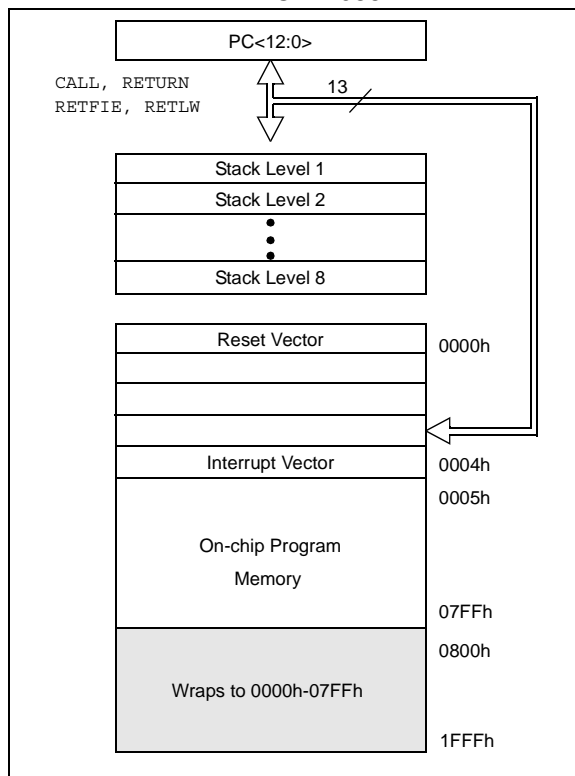 PC<12:0>
CALL, RETURN
RETFIE, RETLW
13
Stack Level 1
Stack Level 2
Stack Level 8
Reset Vector
0000h
Interrupt Vector
0004h
0005h
On-chip Program
Memory
07FFh
0800h
Wraps to 0000h-07FFh
1FFFh